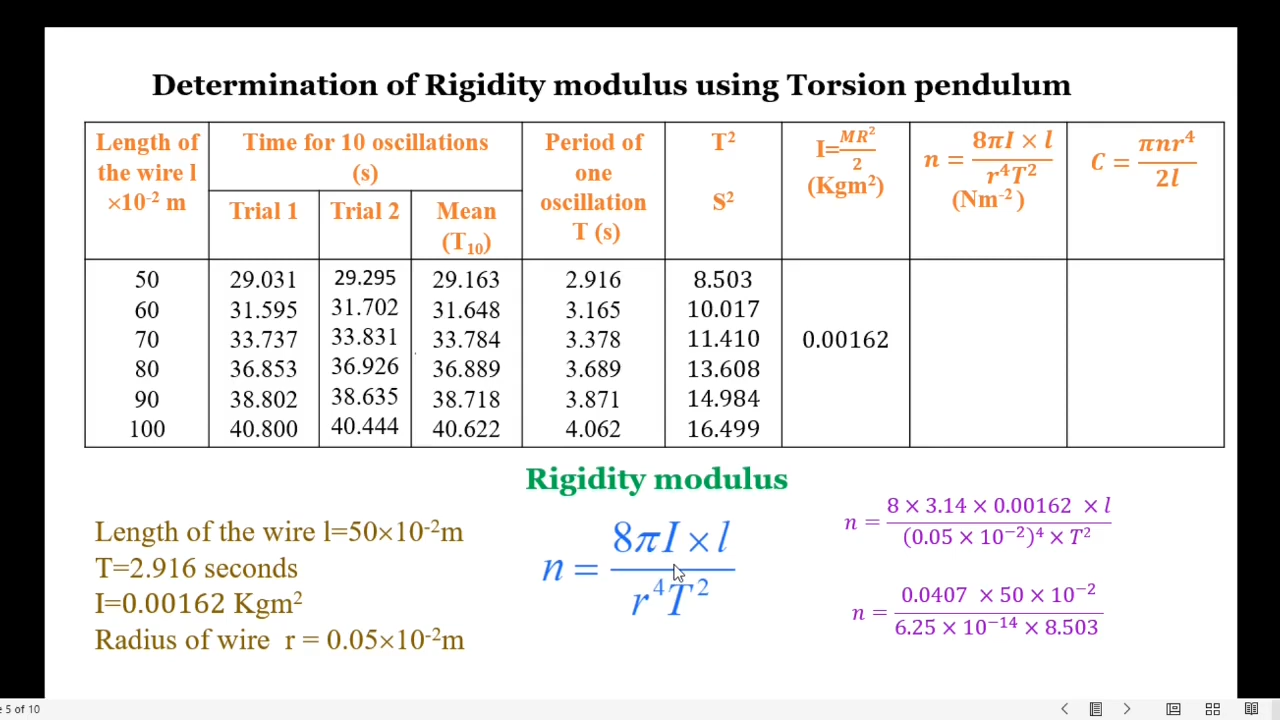 Determination of Rigidity modulus using Torsion pendulum
Length of the wire l ×10⁻² m
Time for 10 oscillations (s)
Trial 1
Trial 2
Mean (T₁₀)
Period of one oscillation T (s)
T² S²
I=MR²/2 (Kgm²)
n = 8πI × l / r⁴T² (Nm⁻²)
C = πnr⁴ / 2l
50 29.031 29.295 29.163 2.916 8.503
60 31.595 31.702 31.648 3.165 10.017
70 33.737 33.831 33.784 3.378 11.410 0.00162
80 36.853 36.926 36.889 3.689 13.608
90 38.802 38.635 38.718 3.871 14.984
100 40.800 40.444 40.622 4.062 16.499
Rigidity modulus
Length of the wire l=50×10⁻²m
T=2.916 seconds
I=0.00162 Kgm²
Radius of wire r = 0.05×10⁻²m
n = 8πI × l / r⁴T²
n = 8 × 3.14 × 0.00162 × l / (0.05 × 10⁻²)⁴ × T²
n = 0.0407 × 50 × 10⁻² / 6.25 × 10⁻¹⁴ × 8.503
5 of 10